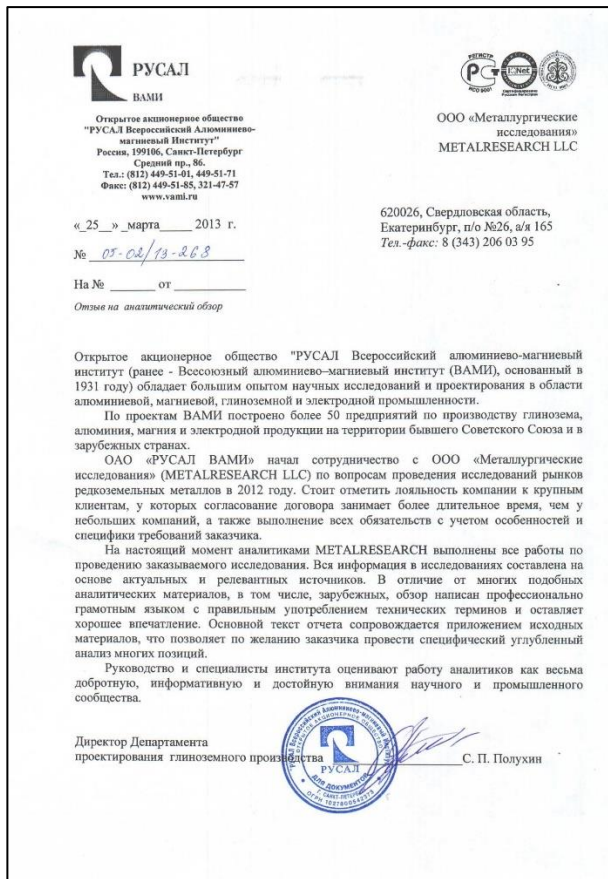 РУСАЛ
ВАМИ
Открытое акционерное общество
"РУСАЛ Всероссийский Алюминиево-
магниевый Институт"
Россия, 199106, Санкт-Петербург
Средний пр., 86.
Тел.: (812) 449-51-01, 449-51-71
Факс: (812) 449-51-85, 321-47-57
www.vami.ru
«_25__» _марта_____ 2013 г.
№ 05-02/13-268
На № _______ от ___________
Отзыв на аналитический обзор
РЕГИСТР
ИСО 9001
IQNet
ООО «Металлургические
исследования»
METALRESEARCH LLC
620026, Свердловская область,
Екатеринбург, п/о №26, а/я 165
Тел.-факс: 8 (343) 206 03 95
Открытое акционерное общество "РУСАЛ Всероссийский алюминиево-магниевый
институт (ранее - Всесоюзный алюминиево–магниевый институт (ВАМИ), основанный в
1931 году) обладает большим опытом научных исследований и проектирования в области
алюминиевой, магниевой, глиноземной и электродной промышленности.
По проектам ВАМИ построено более 50 предприятий по производству глинозема,
алюминия, магния и электродной продукции на территории бывшего Советского Союза и в
зарубежных странах.
ОАО «РУСАЛ ВАМИ» начал сотрудничество с ООО «Металлургические
исследования» (METALRESEARCH LLC) по вопросам проведения исследований рынков
редкоземельных металлов в 2012 году. Стоит отметить лояльность компании к крупным
клиентам, у которых согласование договора занимает более длительное время, чем у
небольших компаний, а также выполнение всех обязательств с учетом особенностей и
специфики требований заказчика.
На настоящий момент аналитиками METALRESEARCH выполнены все работы по
проведению заказываемого исследования. Вся информация в исследованиях составлена на
основе актуальных и релевантных источников. В отличие от многих подобных
аналитических материалов, в том числе, зарубежных, обзор написан профессионально
грамотным языком с правильным употреблением технических терминов и оставляет
хорошее впечатление. Основной текст отчета сопровождается приложением исходных
материалов, что позволяет по желанию заказчика провести специфический углубленный
анализ многих позиций.
Руководство и специалисты института оценивают работу аналитиков как весьма
добротную, информативную и достойную внимания научного и промышленного
сообщества.
Директор Департамента
проектирования глиноземного производства
С. П. Полухин
РУСАЛ
ДЛЯ ДОКУМЕНТОВ